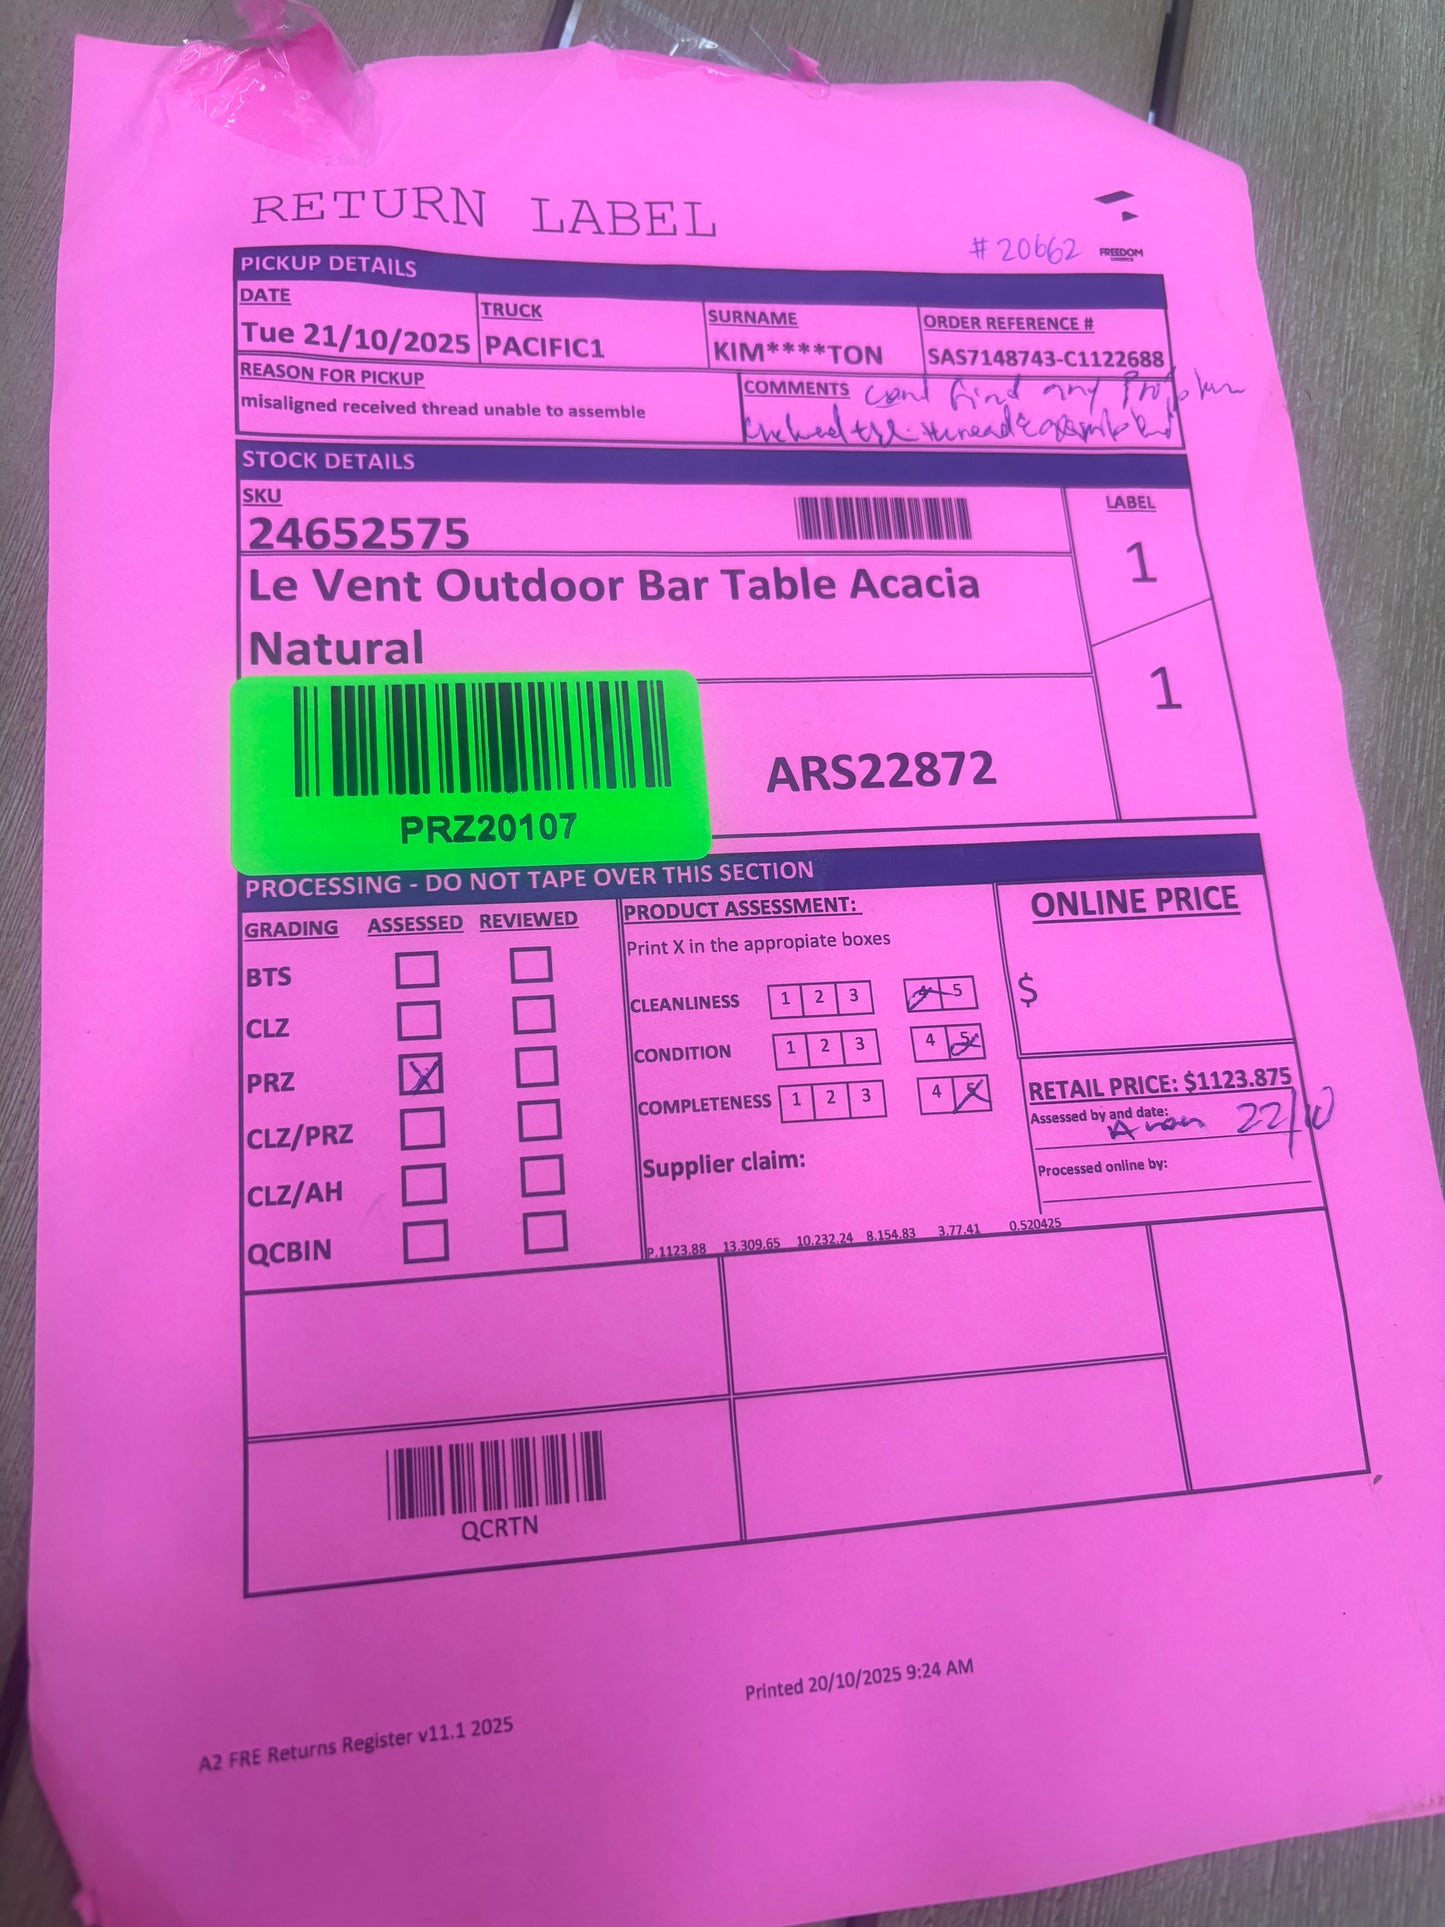 RETURN LABEL
# 20662
FREEDOM
LOGISTICS
PICKUP DETAILS
DATE
Tue 21/10/2025
TRUCK
PACIFIC1
SURNAME
KIM****TON
ORDER REFERENCE #
SAS7148743-C1122688
REASON FOR PICKUP
misaligned received thread unable to assemble
COMMENTS
find any
STOCK DETAILS
SKU
24652575
LABEL
1
1
Le Vent Outdoor Bar Table Acacia
Natural
PRZ20107
ARS22872
PROCESSING - DO NOT TAPE OVER THIS SECTION
GRADING ASSESSED REVIEWED
BTS
CLZ
PRZ X
CLZ/PRZ
CLZ/AH
QCBIN
PRODUCT ASSESSMENT:
Print X in the appropiate boxes
CLEANLINESS 1 2 3 4 5
CONDITION 1 2 3 4 5
COMPLETENESS 1 2 3 4 5
Supplier claim:
P.1123.88 13.309.65 10.232.24 8.154.83 3.77.41 0.520425
ONLINE PRICE
$
RETAIL PRICE: $1123.875
Assessed by and date:
22/10
Processed online by:
QCRTN
Printed 20/10/2025 9:24 AM
A2 FRE Returns Register v11.1 2025